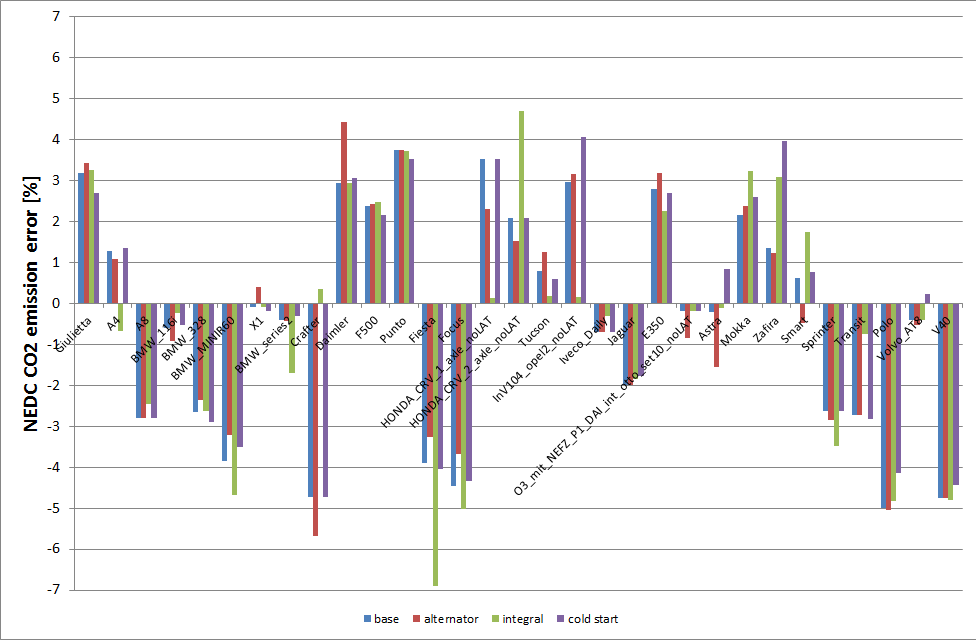 7
6
5
4
3
2
1
0
-1
-2
-3
-4
-5
-6
-7
NEDC CO2 emission error [%]
Giulietta
A4
A8
BMW_116i
BMW_328
BMW_MINIR60
X1
BMW_series2
Crafter
Daimler
F500
Punto
Fiesta
Focus
HONDA_CRV_1_axle_noLAT
HONDA_CRV_2_axle_noLAT
Tucson
InV104_opel2_noLAT
Iveco_Daily
Jaguar
E350
O3_mit_NEFZ_P1_DAI_int_otto_set10_noLAT
Astra
Mokka
Zafira
Smart
Sprinter
Transit
Polo
Volvo_AT8
V40
base alternator integral cold start